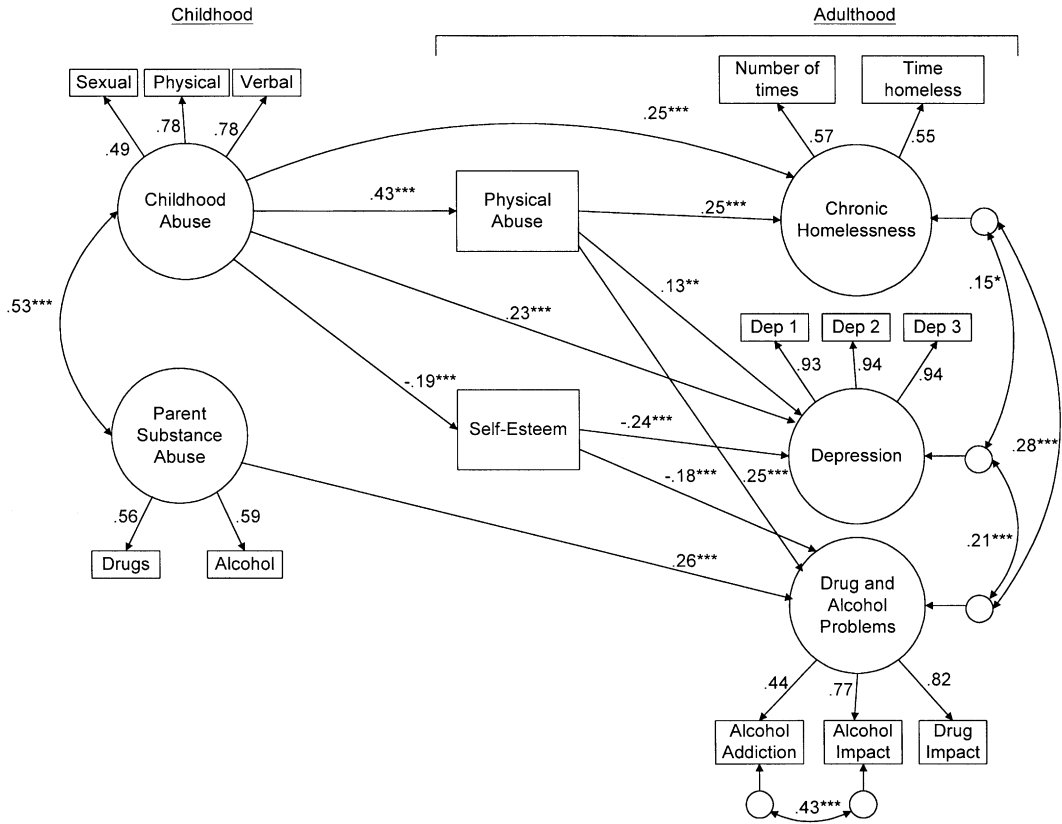 Childhood
Adulthood
Sexual
Physical
Verbal
Number of
times
Time
homeless
.49
.78
.78
.25***
.57
.55
Childhood
Abuse
.43***
Physical
Abuse
.25***
Chronic
Homelessness
.53***
.23***
.13**
.15*
Dep 1
Dep 2
Dep 3
.93
.94
.94
-.19***
Parent
Substance
Abuse
Self-Esteem
-.24***
Depression
.28***
-.18***
.25***
.56
.59
Drugs
Alcohol
.26***
.21***
Drug and
Alcohol
Problems
.44
.77
.82
Alcohol
Addiction
Alcohol
Impact
Drug
Impact
.43***